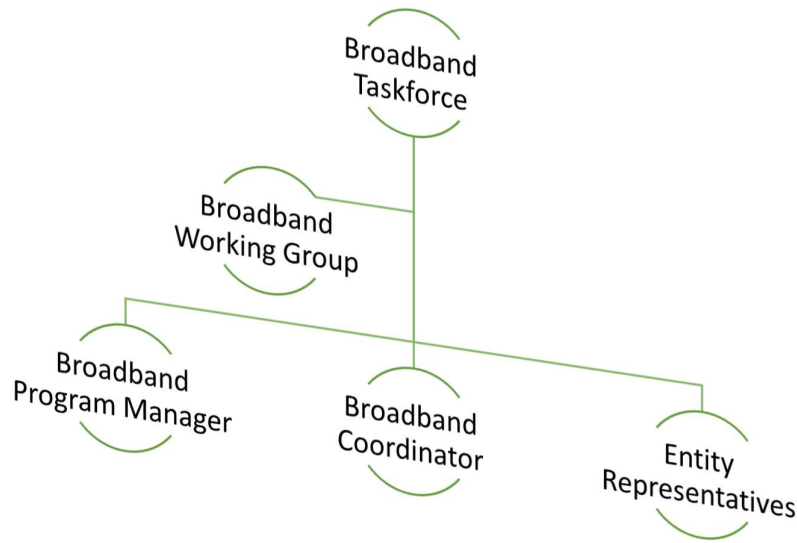 Broadband
Taskforce
Broadband
Working Group
Broadband
Program Manager
Broadband
Coordinator
Entity
Representatives